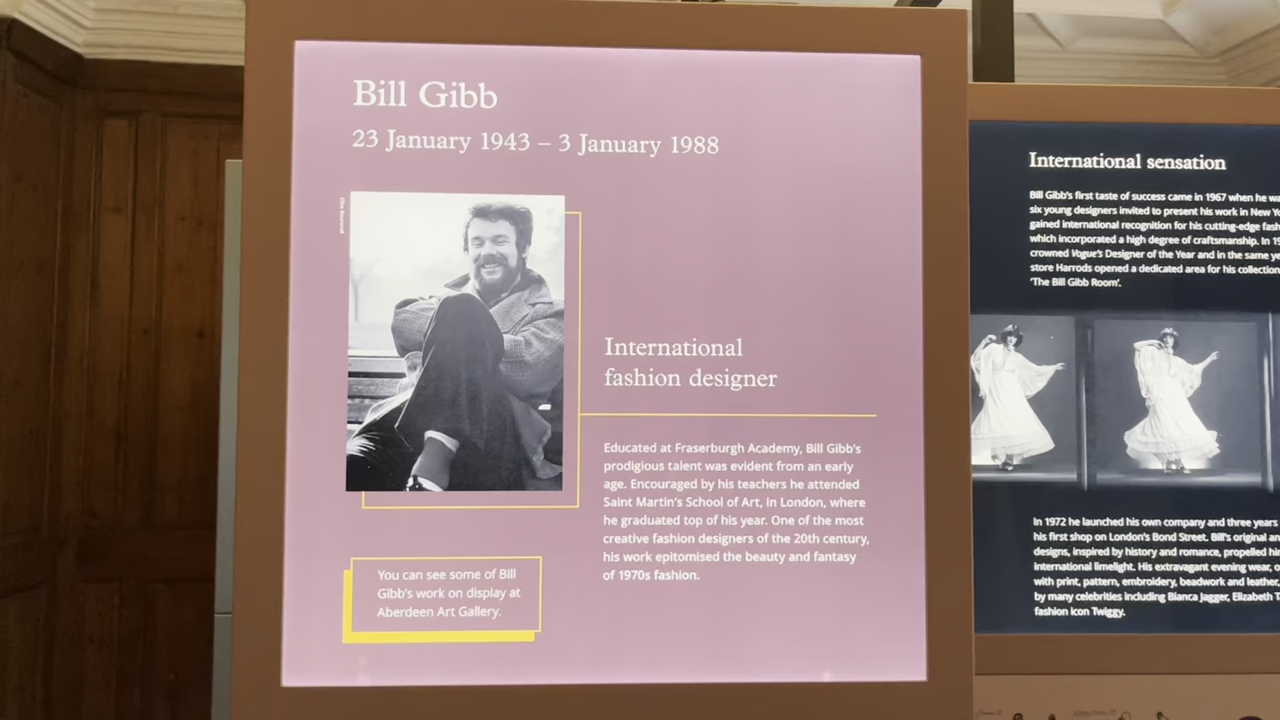 Bill Gibb
23 January 1943 – 3 January 1988
International
fashion designer
Educated at Fraserburgh Academy, Bill Gibb's
prodigious talent was evident from an early
age. Encouraged by his teachers he attended
Saint Martin's School of Art, in London, where
he graduated top of his year. One of the most
creative fashion designers of the 20th century,
his work epitomised the beauty and fantasy
of 1970s fashion.
You can see some of Bill
Gibb's work on display at
Aberdeen Art Gallery.
International sensation
Bill Gibb's first taste of success came in 1967 when he
six young designers invited to present his work in New
gained international recognition for his cutting-edge
which incorporated a high degree of craftsmanship. In
crowned Vogue's Designer of the Year and in the same
store Harrods opened a dedicated area for his
'The Bill Gibb Room'.
In 1972 he launched his own company and three years
his first shop on London's Bond Street. Bill's original
designs, inspired by history and romance, propelled
international limelight. His extravagant evening wear,
with print, pattern, embroidery, beadwork and leather,
by many celebrities including Bianca Jagger, Elizabeth
fashion icon Twiggy.